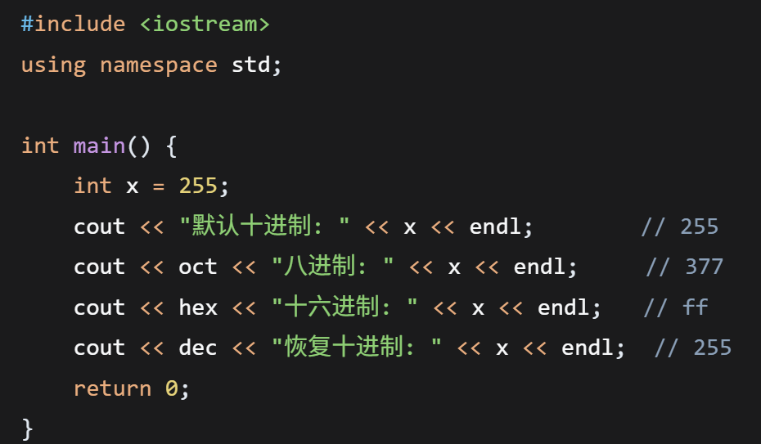 #include <iostream>
using namespace std;
int main() {
    int x = 255;
    cout << "默认十进制: " << x << endl;        // 255
    cout << oct << "八进制: " << x << endl;     // 377
    cout << hex << "十六进制: " << x << endl;   // ff
    cout << dec << "恢复十进制: " << x << endl;  // 255
    return 0;
}